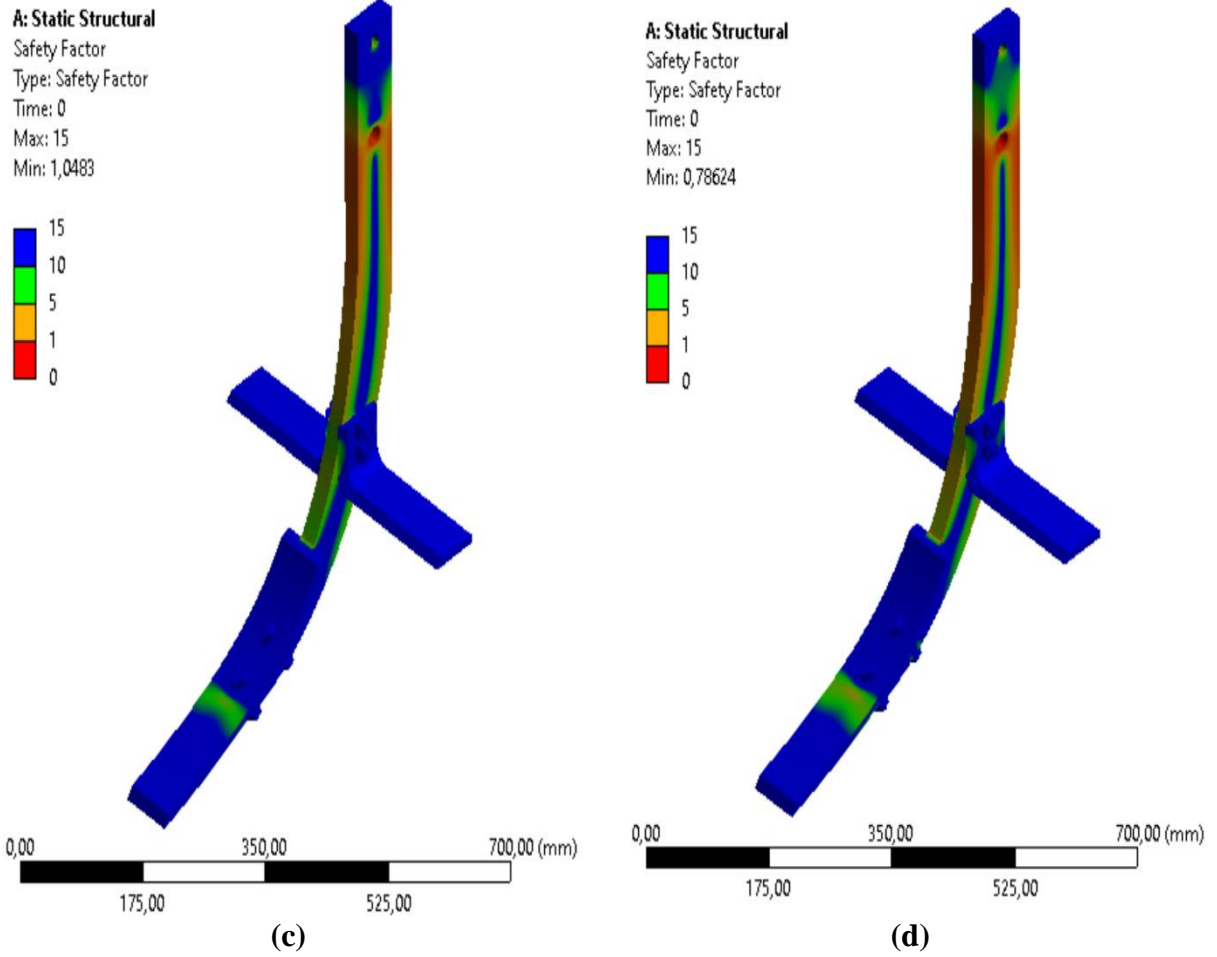 A: Static Structural
Safety Factor
Type: Safety Factor
Time: 0
Max: 15
Min: 1,0483
15
10
5
1
0
0,00
350,00
700,00 (mm)
175,00
525,00
(c)
A: Static Structural
Safety Factor
Type: Safety Factor
Time: 0
Max: 15
Min: 0,78624
15
10
5
1
0
0,00
350,00
700,00 (mm)
175,00
525,00
(d)